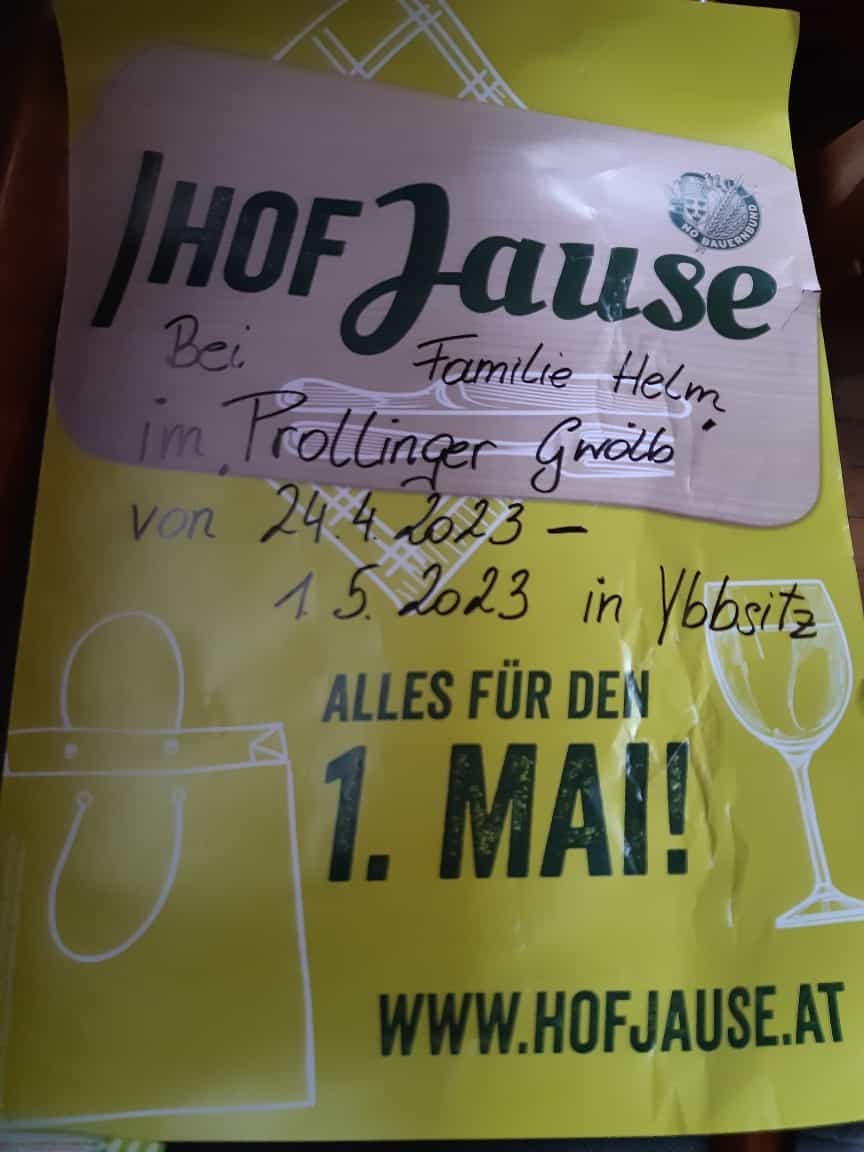 HOF Jause
NÖ BAUERNBUND
Bei Familie Helm
im "Prollinger Gwölb"
von 24.4.2023 –
1.5.2023 in Ybbsitz
ALLES FÜR DEN
1. MAI!
WWW.HOFJAUSE.AT